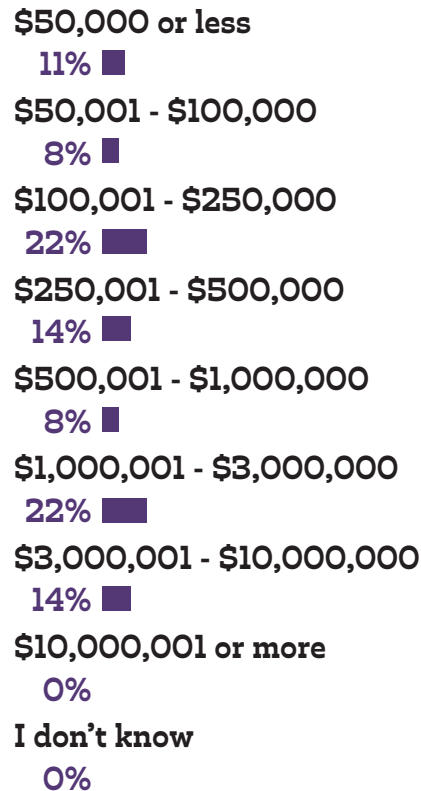 $50,000 or less
11%
$50,001 - $100,000
8%
$100,001 - $250,000
22%
$250,001 - $500,000
14%
$500,001 - $1,000,000
8%
$1,000,001 - $3,000,000
22%
$3,000,001 - $10,000,000
14%
$10,000,001 or more
0%
I don’t know
0%